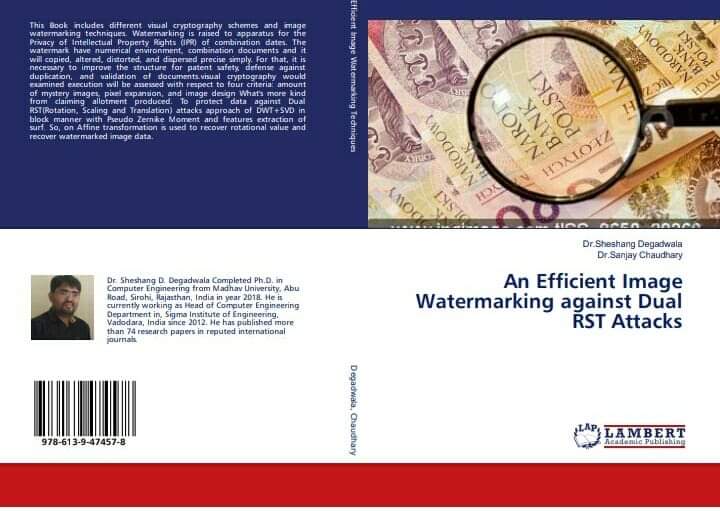 This Book includes different visual cryptography schemes and image
watermarking techniques. Watermarking is raised to apparatus for the
Privacy of Intellectual Property Rights (IPR) of combination dates. The
watermark have numerical environment, combination documents and it
will copied, altered, distorted, and dispersed precise simply. For that, it is
necessary to improve the structure for patent safety, defense against
duplication, and validation of documents.visual cryptography would
examined execution will be assessed with respect to four criteria: amount
of mystery images, pixel expansion, and image design What's more kind
from claiming allotment produced. To protect data against Dual
RST(Rotation, Scaling and Translation) attacks approach of DWT+SVD in
block manner with Pseudo Zernike Moment and features extraction of
surf. So, on Affine transformation is used to recover rotational value and
recover watermarked image data.
Dr. Sheshang D. Degadwala Completed Ph.D. in
Computer Engineering from Madhav University, Abu
Road, Sirohi, Rajasthan, India in year 2018. He is
currently working as Head of Computer Engineering
Department in, Sigma Institute of Engineering,
Vadodara, India since 2012. He has published more
than 74 research papers in reputed international
journals.
978-613-9-47457-8
Efficient Image Watermarking Techniques
Degadwala, Chaudhary
NARODOWY
BANK
POLSKI
ZŁOTYCH
Dr.Sheshang Degadwala
Dr.Sanjay Chaudhary
An Efficient Image
Watermarking against Dual
RST Attacks
LAP
LAMBERT
Academic Publishing